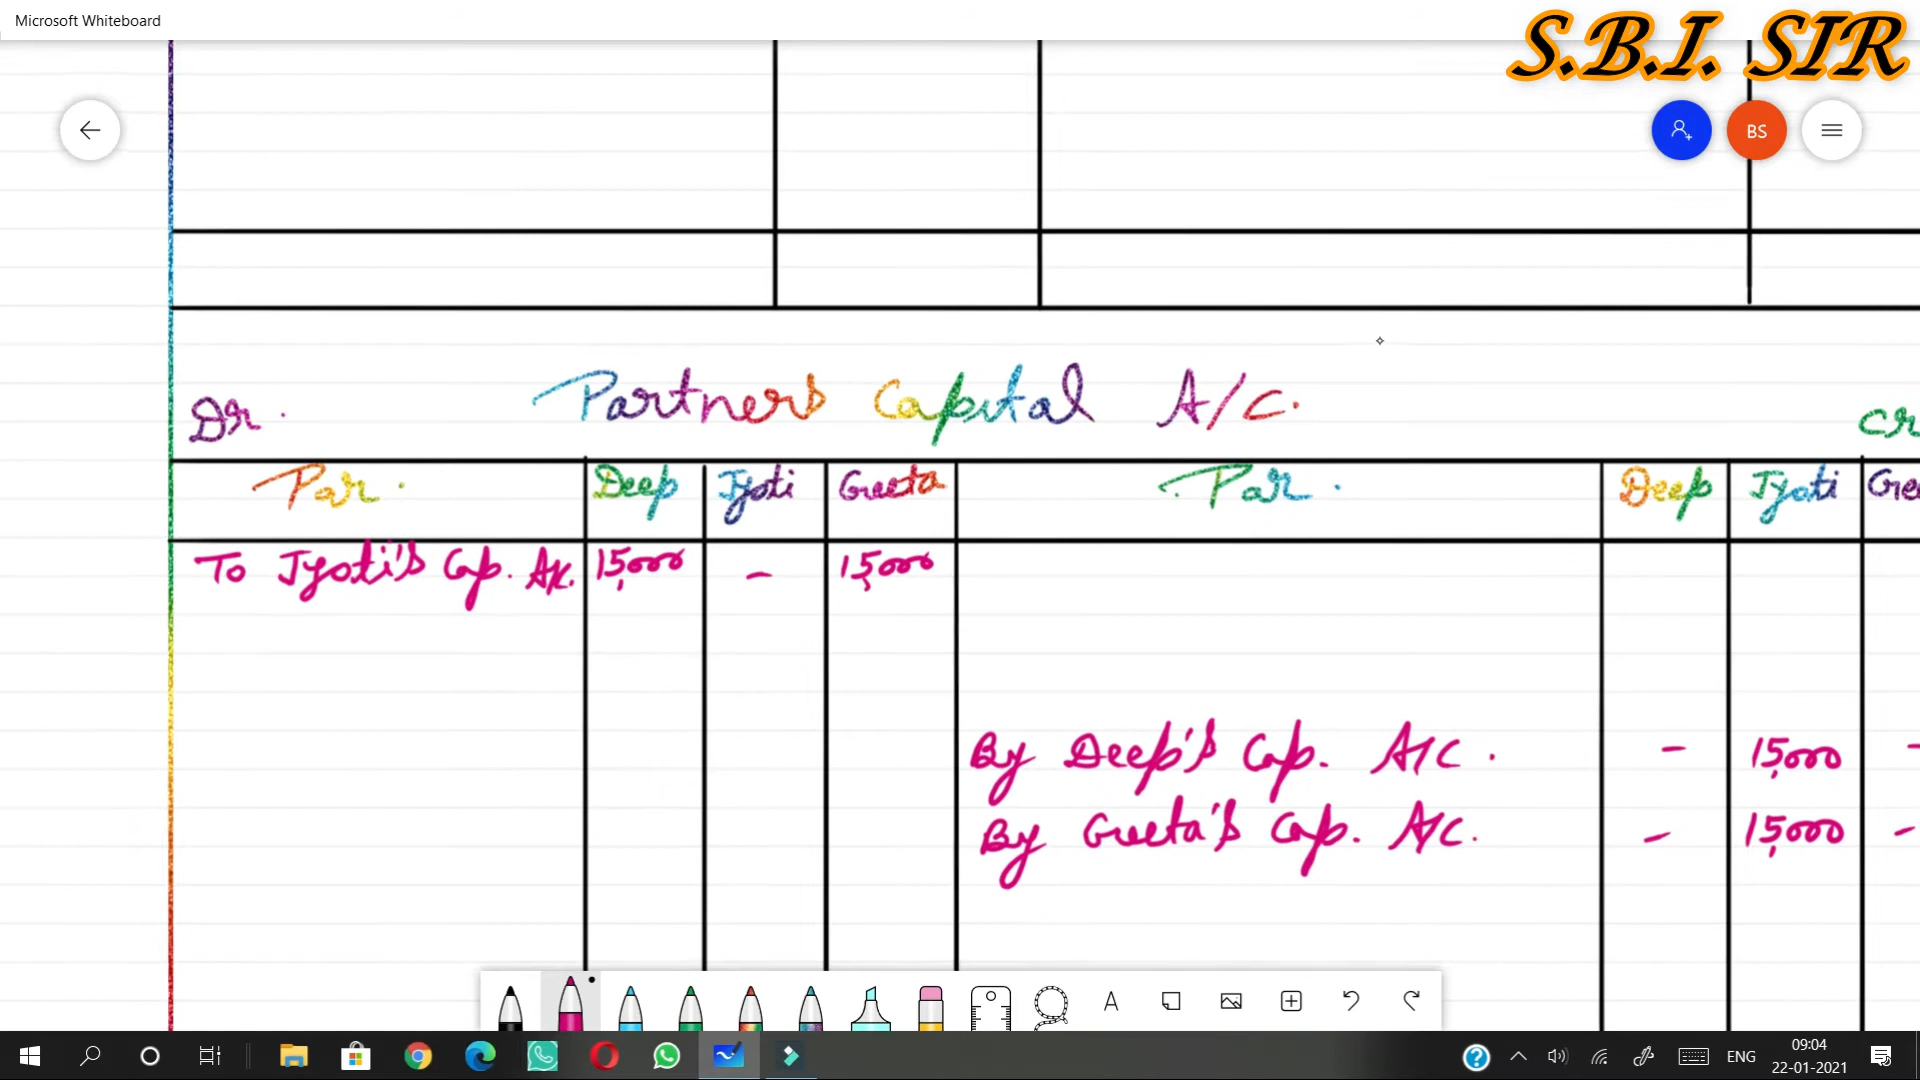 Microsoft Whiteboard
S.B.I. SIR
BS
Partners Capital A/C.
Dr. Cr
Par. Deep Jyoti Geeta Par. Deep Jyoti Gee
To Jyoti's Cap. A/c. 15,000 - 15,000
By Deep's Cap. A/C. - 15,000 -
By Geeta's Cap. A/C. - 15,000 -
A
ENG
09:04
22-01-2021